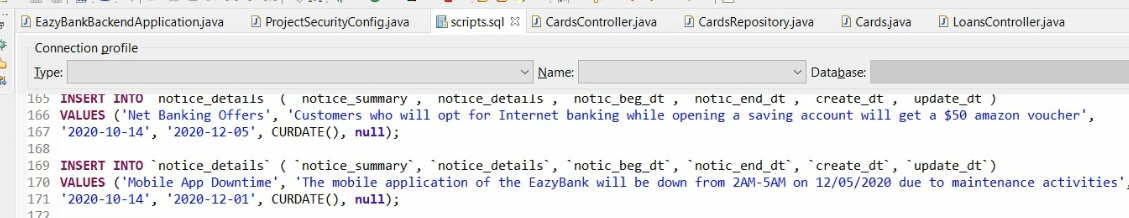 EazyBankBackendApplication.java ProjectSecurityConfig.java scripts.sql CardsController.java CardsRepository.java Cards.java LoansController.java
Connection profile
Type: Name: Database:
165 INSERT INTO `notice_details` ( `notice_summary`, `notice_details`, `notic_beg_dt`, `notic_end_dt`, `create_dt`, `update_dt`)
166 VALUES ('Net Banking Offers', 'Customers who will opt for Internet banking while opening a saving account will get a $50 amazon voucher',
167 '2020-10-14', '2020-12-05', CURDATE(), null);
168
169 INSERT INTO `notice_details` ( `notice_summary`, `notice_details`, `notic_beg_dt`, `notic_end_dt`, `create_dt`, `update_dt`)
170 VALUES ('Mobile App Downtime', 'The mobile application of the EazyBank will be down from 2AM-5AM on 12/05/2020 due to maintenance activities',
171 '2020-10-14', '2020-12-01', CURDATE(), null);
172